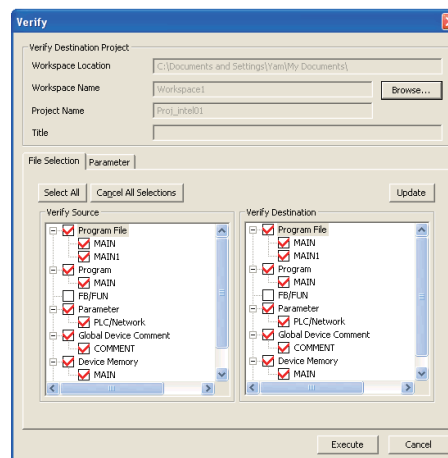 Verify
Verify Destination Project
Workspace Location
C:\Documents and Settings\Yam\My Documents\
Workspace Name
Workspace1
Browse...
Project Name
Proj_intel01
Title
File Selection
Parameter
Select All
Cancel All Selections
Update
Verify Source
Program File
MAIN
MAIN1
Program
MAIN
FB/FUN
Parameter
PLC/Network
Global Device Comment
COMMENT
Device Memory
MAIN
Verify Destination
Program File
MAIN
MAIN1
Program
MAIN
FB/FUN
Parameter
PLC/Network
Global Device Comment
COMMENT
Device Memory
MAIN
Execute
Cancel